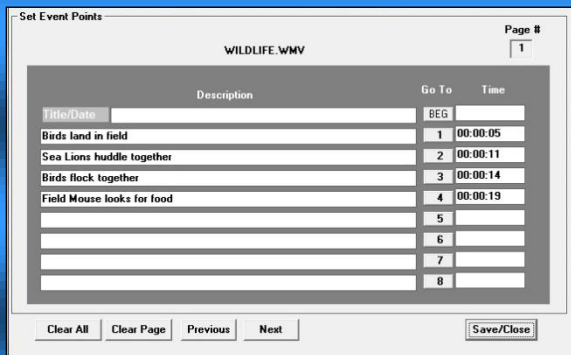 Set Event Points
Page #
WILDLIFE.WMV 1
Description Go To Time
Title/Date BEG
Birds land in field 1 00:00:05
Sea Lions huddle together 2 00:00:11
Birds flock together 3 00:00:14
Field Mouse looks for food 4 00:00:19
5
6
7
8
Clear All Clear Page Previous Next Save/Close